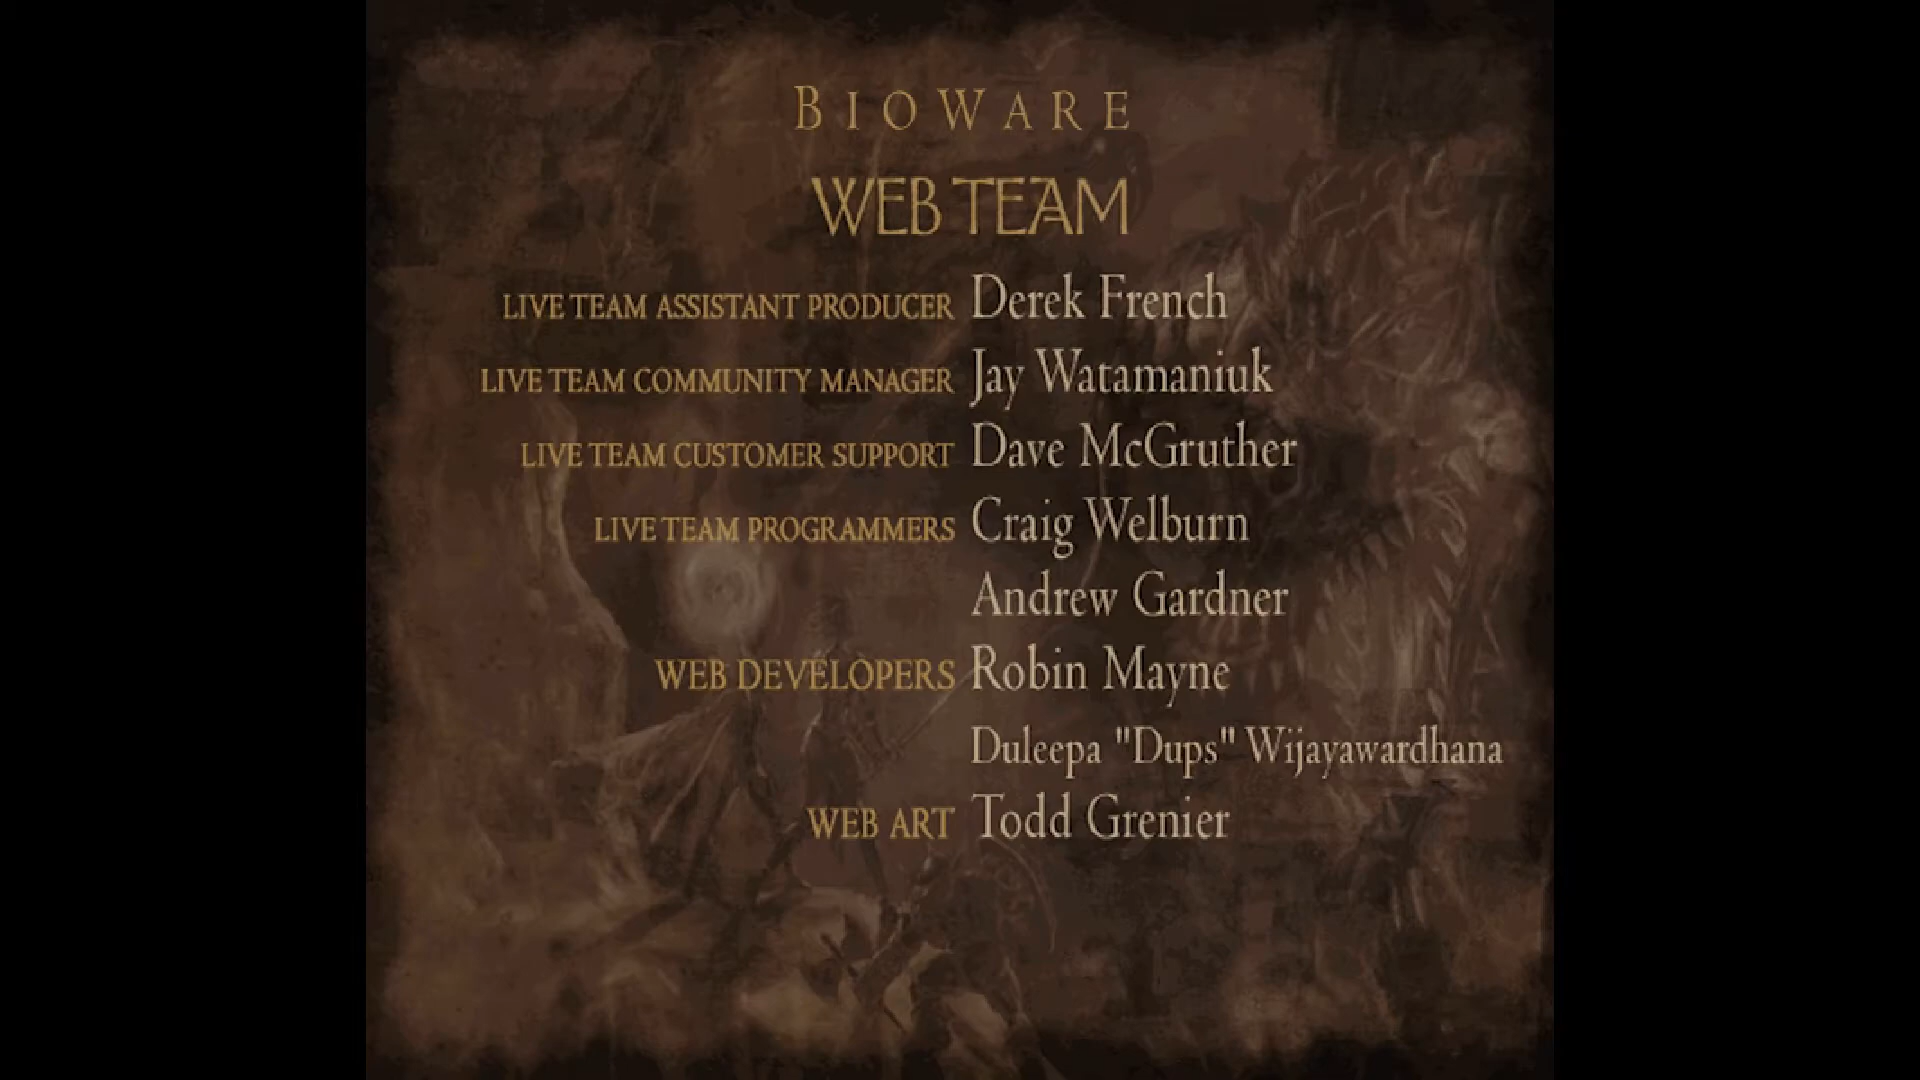 BIOWARE
WEB TEAM
LIVE TEAM ASSISTANT PRODUCER Derek French
LIVE TEAM COMMUNITY MANAGER Jay Watamaniuk
LIVE TEAM CUSTOMER SUPPORT Dave McGruther
LIVE TEAM PROGRAMMERS Craig Welburn
Andrew Gardner
WEB DEVELOPERS Robin Mayne
Duleepa "Dups" Wijayawardhana
WEB ART Todd Grenier